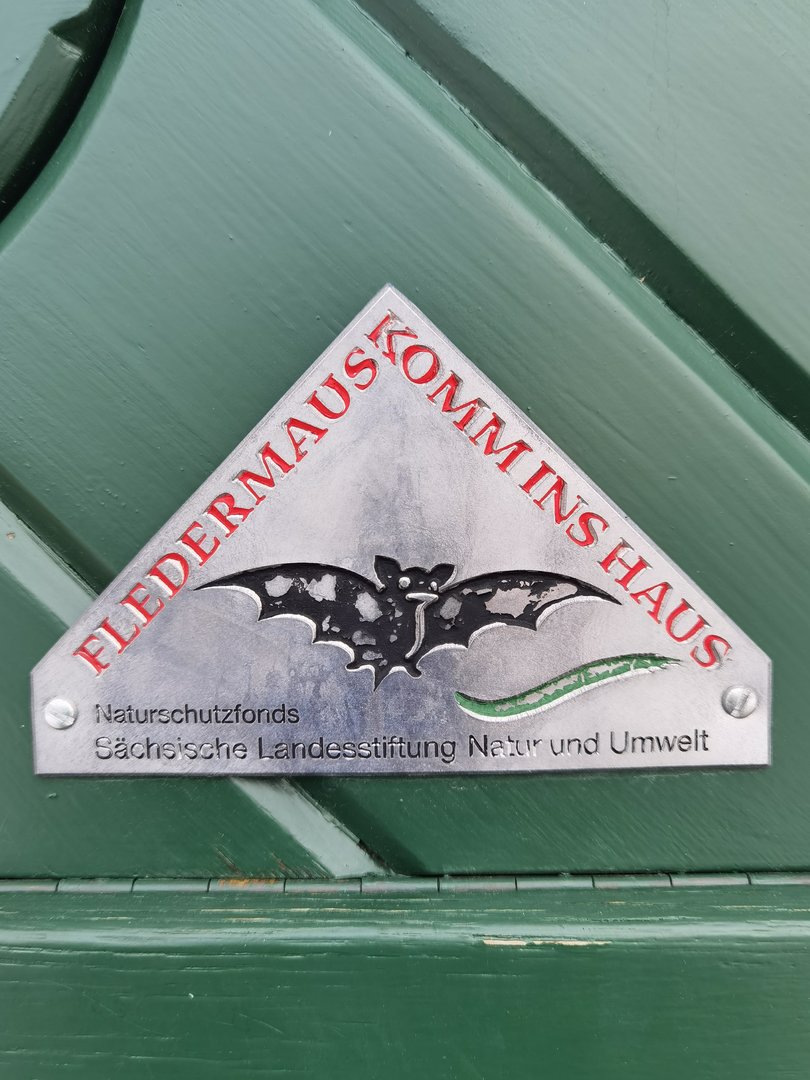 FLEDERMAUS
KOMM INS HAUS
Naturschutzfonds
Sächsische Landesstiftung Natur und Umwelt